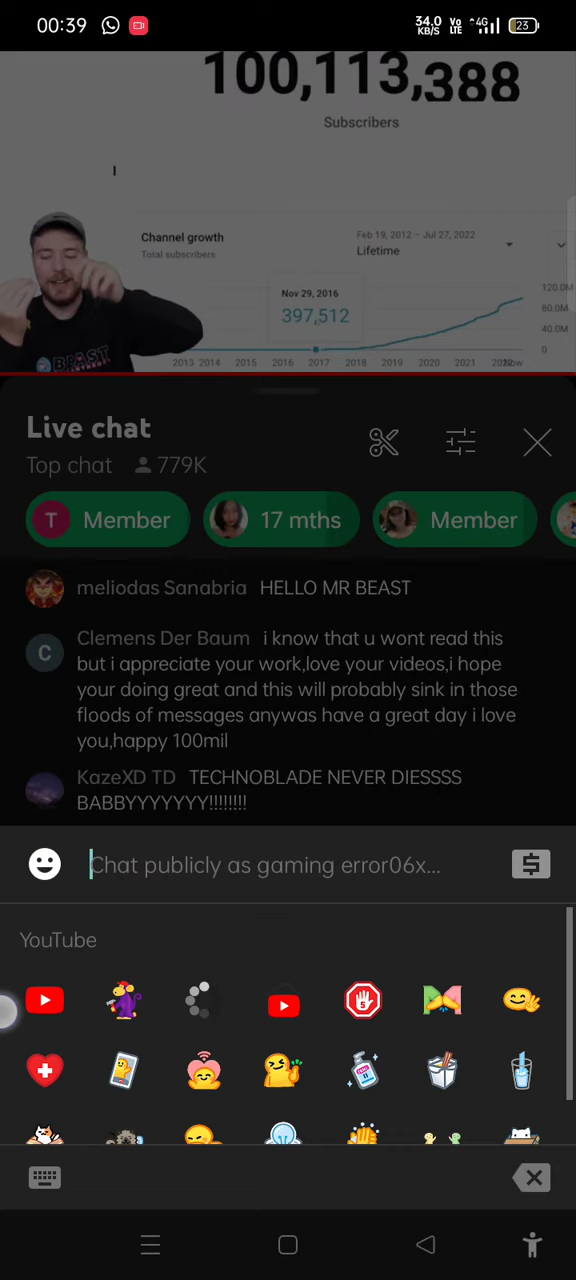 00:39
34.0 KB/S Vo LTE 4G 23
100,113,388
Subscribers
Channel growth
Total subscribers
Feb 19, 2012 – Jul 27, 2022
Lifetime
Nov 29, 2016
397,512
120.0M
80.0M
40.0M
0
2013 2014 2015 2016 2017 2018 2019 2020 2021 Now
BEAST
Live chat
Top chat 779K
T Member 17 mths Member
meliodas Sanabria HELLO MR BEAST
C Clemens Der Baum i know that u wont read this
but i appreciate your work,love your videos,i hope
your doing great and this will probably sink in those
floods of messages anywas have a great day i love
you,happy 100mil
KazeXD TD TECHNOBLADE NEVER DIESSSS
BABBYYYYYYY!!!!!!!!
Chat publicly as gaming error06x...
YouTube